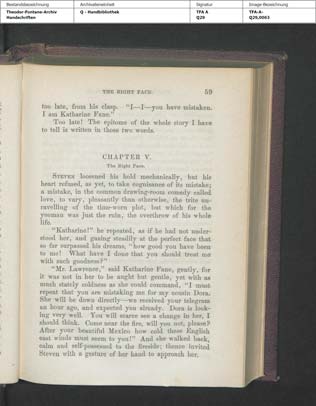 Bestandsbezeichnung
Archivalieneinheit
Signatur
Image-Bezeichnung
Theodor-Fontane-Archiv
Handschriften
Q - Handbibliothek
TFA A
Q29
TFA-A-
Q29,0063
THE RIGHT FACE. 59
too late, from his clasp. "I—I—you have mistaken.
I am Katharine Fane."
Too late! The epitome of the whole story I have
to tell is written in those two words.
CHAPTER V.
The Right Face.
STEVEN loosened his hold mechanically, but his
heart refused, as yet, to take cognisance of its mistake;
a mistake, in the common drawing-room comedy called
love, to vary, pleasantly than otherwise, the trite un-
ravelling of the time-worn plot, but which for the
yeoman was just the ruin, the overthrow of his whole
life.
"Katharine!" he repeated, as if he had not under-
stood her, and gazing steadily at the perfect face that
so far surpassed his dreams, "how good you have been
to me! What have I done that you should treat me
with such goodness?"
"Mr. Lawrence," said Katharine Fane, gently, for
it was not in her to be aught but gentle, yet with as
much stately coldness as she could command, "I must
repeat that you are mistaking me for my cousin Dora.
She will be down directly—we received your telegram
an hour ago, and expected you already. Dora is look-
ing very well. You will scarce see a change in her, I
should think. Come near the fire, will you not, please?
After your beautiful Mexico how cold these English
east winds must seem to you!" And she walked back,
calm and self-possessed to the fireside; thence invited
Steven with a gesture of her hand to approach her.